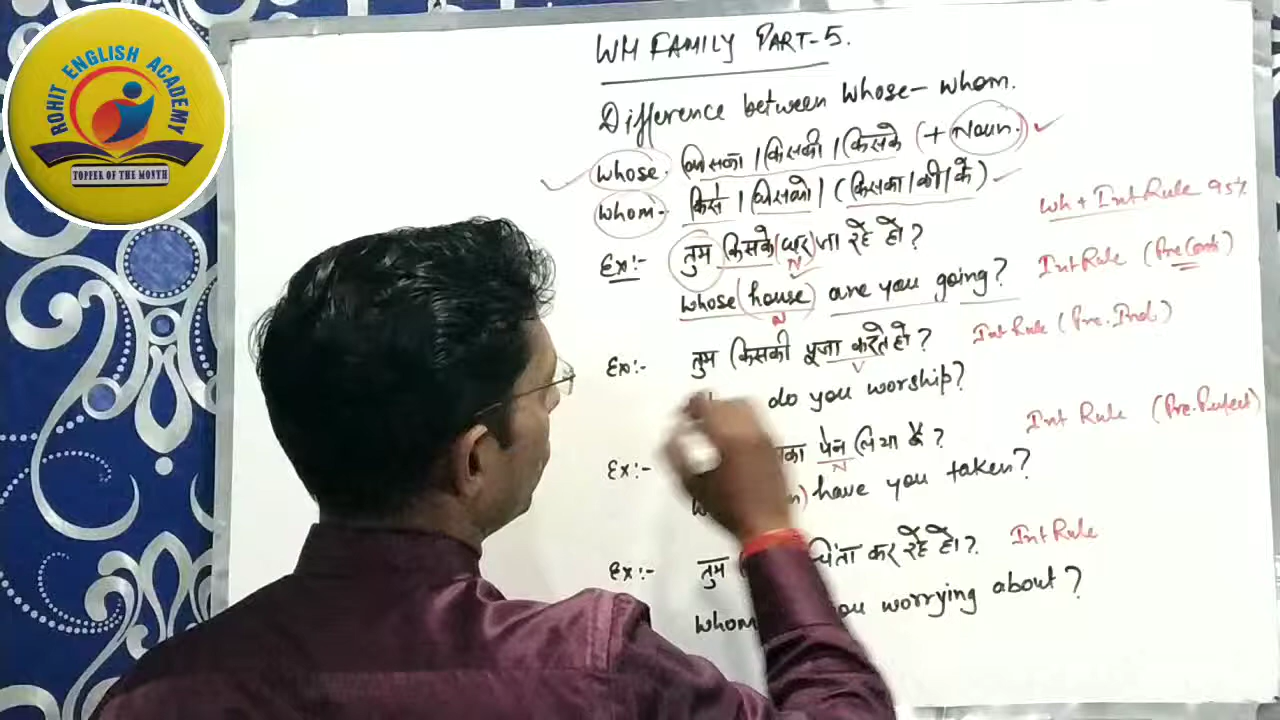 ROHIT ENGLISH ACADEMY
TOPPER OF THE MONTH
WH FAMILY PART-5.
Difference between Whose - Whom.
Whose. किसका / किसकी / किसके (+ Noun.)
Whom - किसे / किसको / (किसका / की / के)
Wh + Int Rule 95%
Ex:- तुम किसके (घर) जा रहे हो?
N
Whose (house) are you going? Int Rule (Pre Cont)
N
Ex:- तुम किसकी पूजा करते हो? Int Rule (Pre. Ind.)
V
do you worship?
Ex:- पेन लिया है? Int Rule (Pre. Perfect)
N
have you taken?
Ex:- तुम चिंता कर रहे हो? Int Rule
Whom worrying about?